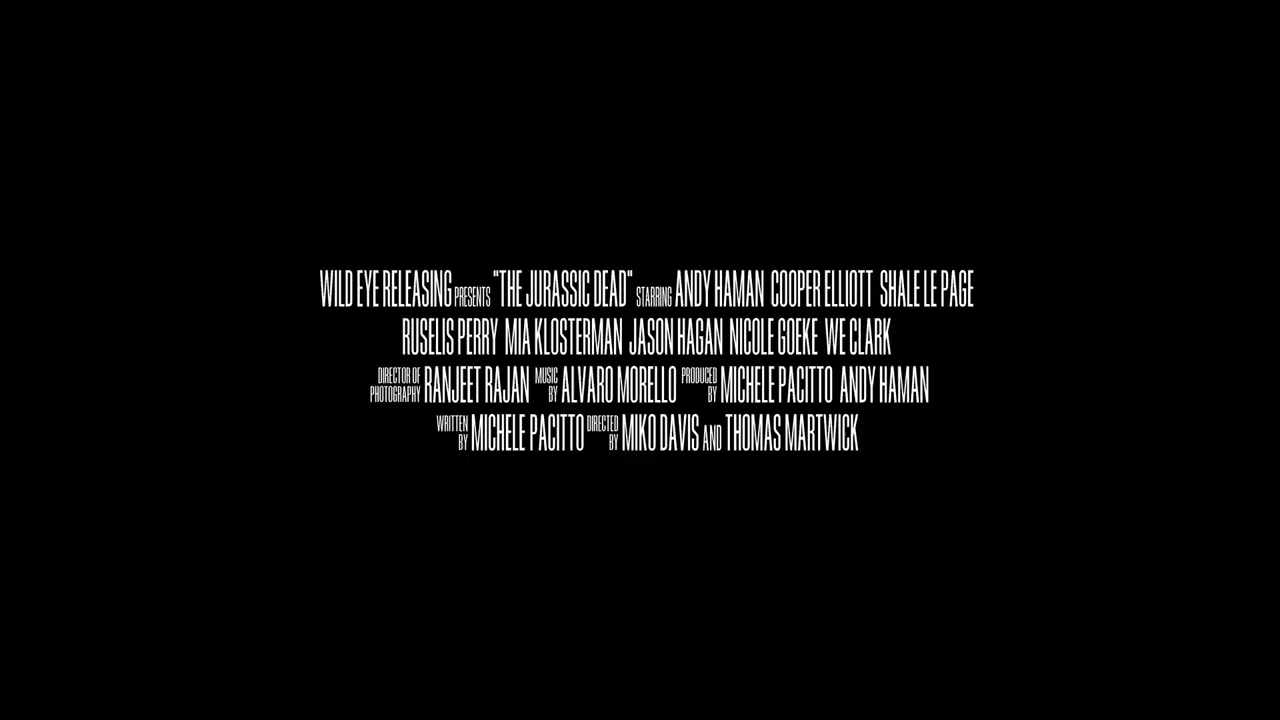 WILD EYE RELEASING PRESENTS "THE JURASSIC DEAD" STARRING ANDY HAMAN COOPER ELLIOTT SHALE LE PAGE
RUSELIS PERRY MIA KLOSTERMAN JASON HAGAN NICOLE GOEKE WE CLARK
DIRECTOR OF PHOTOGRAPHY RANJEET RAJAN MUSIC BY ALVARO MORELLO PRODUCED BY MICHELE PACITTO ANDY HAMAN
WRITTEN BY MICHELE PACITTO DIRECTED BY MIKO DAVIS AND THOMAS MARTWICK